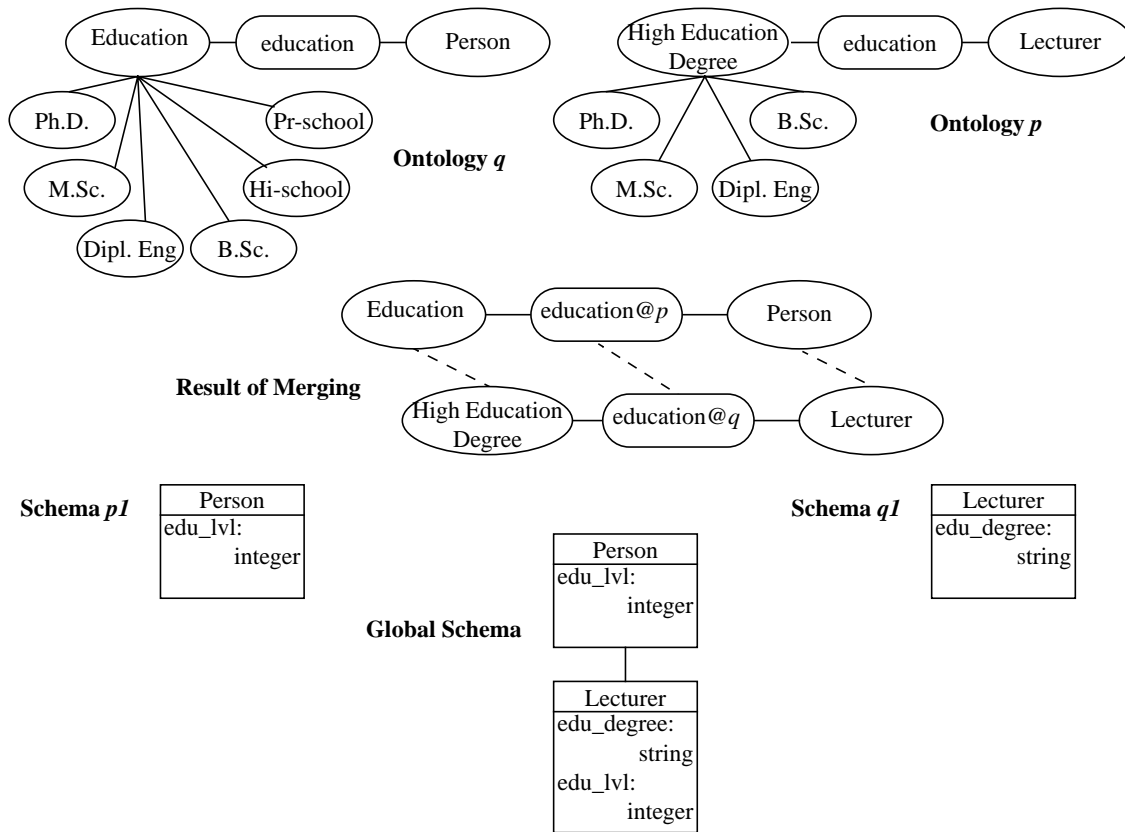 Education
education
Person
High Education
Degree
education
Lecturer
Ph.D.
Pr-school
Ontology q
M.Sc.
Hi-school
Dipl. Eng
B.Sc.
Ph.D.
B.Sc.
Ontology p
M.Sc.
Dipl. Eng
Education
education@p
Person
Result of Merging
High Education
Degree
education@q
Lecturer
Schema p1
Person
edu_lvl:
integer
Schema q1
Lecturer
edu_degree:
string
Global Schema
Person
edu_lvl:
integer
Lecturer
edu_degree:
string
edu_lvl:
integer